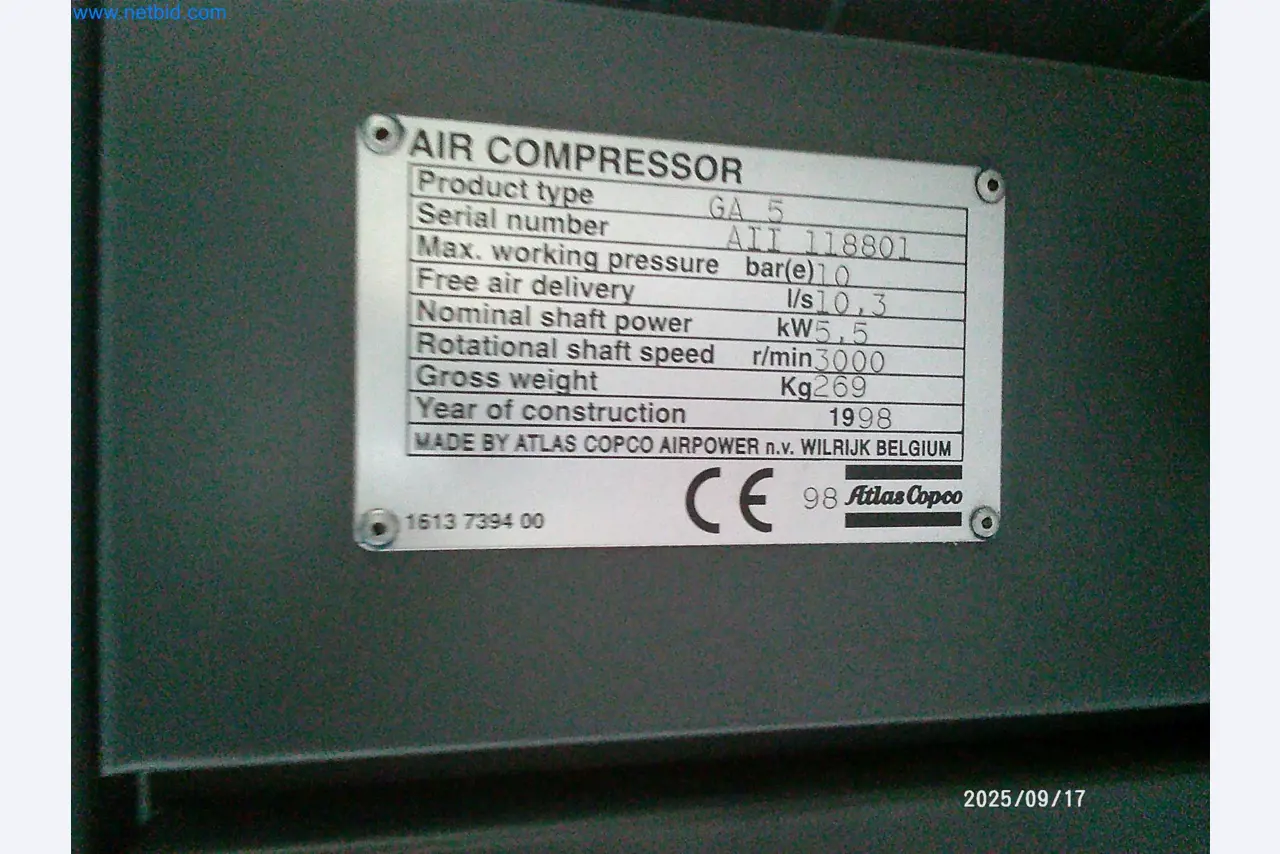 www.netbid.com
AIR COMPRESSOR
Product type GA 5
Serial number AII 118801
Max. working pressure bar(e) 10
Free air delivery l/s 10,3
Nominal shaft power kW 5,5
Rotational shaft speed r/min 3000
Gross weight Kg 269
Year of construction 1998
MADE BY ATLAS COPCO AIRPOWER n.v. WILRIJK BELGIUM
CE 98 Atlas Copco
1613 7394 00
2025/09/17